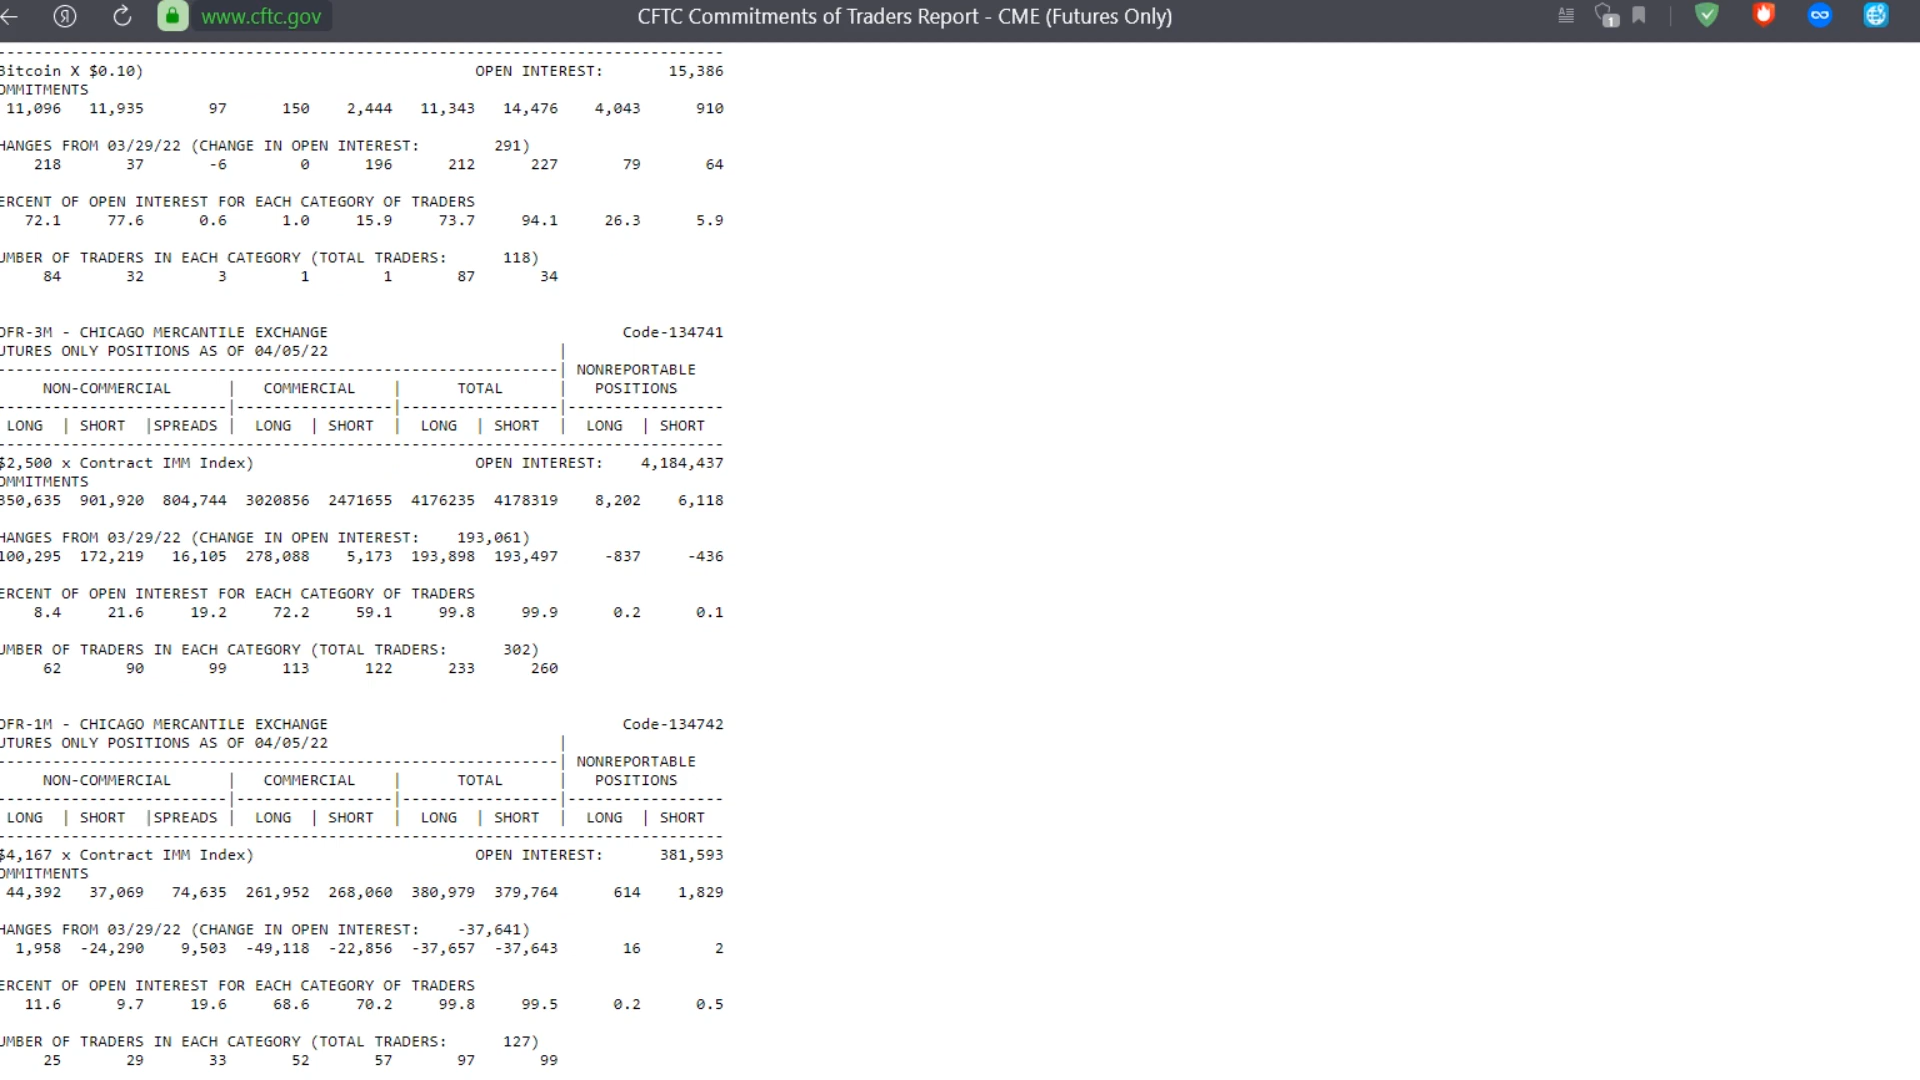 www.cftc.gov CFTC Commitments of Traders Report - CME (Futures Only) 1
Bitcoin X $0.10) OPEN INTEREST: 15,386
OMMITMENTS
11,096 11,935 97 150 2,444 11,343 14,476 4,043 910
HANGES FROM 03/29/22 (CHANGE IN OPEN INTEREST: 291)
218 37 -6 0 196 212 227 79 64
ERCENT OF OPEN INTEREST FOR EACH CATEGORY OF TRADERS
72.1 77.6 0.6 1.0 15.9 73.7 94.1 26.3 5.9
UMBER OF TRADERS IN EACH CATEGORY (TOTAL TRADERS: 118)
84 32 3 1 1 87 34
OFR-3M - CHICAGO MERCANTILE EXCHANGE Code-134741
UTURES ONLY POSITIONS AS OF 04/05/22 |
--------------------------------------------------------------| NONREPORTABLE
NON-COMMERCIAL | COMMERCIAL | TOTAL | POSITIONS
--------------------------|------------------|------------------|-----------------
LONG | SHORT |SPREADS | LONG | SHORT | LONG | SHORT | LONG | SHORT
--------------------------------------------------------------------------------
$2,500 x Contract IMM Index) OPEN INTEREST: 4,184,437
OMMITMENTS
350,635 901,920 804,744 3020856 2471655 4176235 4178319 8,202 6,118
HANGES FROM 03/29/22 (CHANGE IN OPEN INTEREST: 193,061)
100,295 172,219 16,105 278,088 5,173 193,898 193,497 -837 -436
ERCENT OF OPEN INTEREST FOR EACH CATEGORY OF TRADERS
8.4 21.6 19.2 72.2 59.1 99.8 99.9 0.2 0.1
UMBER OF TRADERS IN EACH CATEGORY (TOTAL TRADERS: 302)
62 90 99 113 122 233 260
OFR-1M - CHICAGO MERCANTILE EXCHANGE Code-134742
UTURES ONLY POSITIONS AS OF 04/05/22 |
--------------------------------------------------------------| NONREPORTABLE
NON-COMMERCIAL | COMMERCIAL | TOTAL | POSITIONS
--------------------------|------------------|------------------|-----------------
LONG | SHORT |SPREADS | LONG | SHORT | LONG | SHORT | LONG | SHORT
--------------------------------------------------------------------------------
$4,167 x Contract IMM Index) OPEN INTEREST: 381,593
OMMITMENTS
44,392 37,069 74,635 261,952 268,060 380,979 379,764 614 1,829
HANGES FROM 03/29/22 (CHANGE IN OPEN INTEREST: -37,641)
1,958 -24,290 9,503 -49,118 -22,856 -37,657 -37,643 16 2
ERCENT OF OPEN INTEREST FOR EACH CATEGORY OF TRADERS
11.6 9.7 19.6 68.6 70.2 99.8 99.5 0.2 0.5
UMBER OF TRADERS IN EACH CATEGORY (TOTAL TRADERS: 127)
25 29 33 52 57 97 99